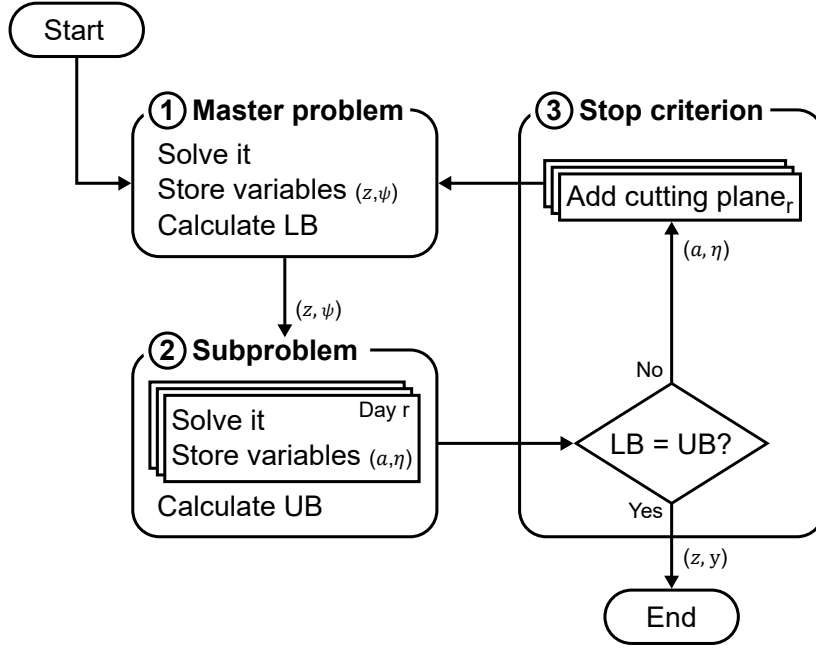 Start
① Master problem
Solve it
Store variables (z,ψ)
Calculate LB
(z, ψ)
② Subproblem
Day r
Solve it
Store variables (a,η)
Calculate UB
③ Stop criterion
Add cutting plane_r
(a, η)
No
LB = UB?
Yes
(z, y)
End